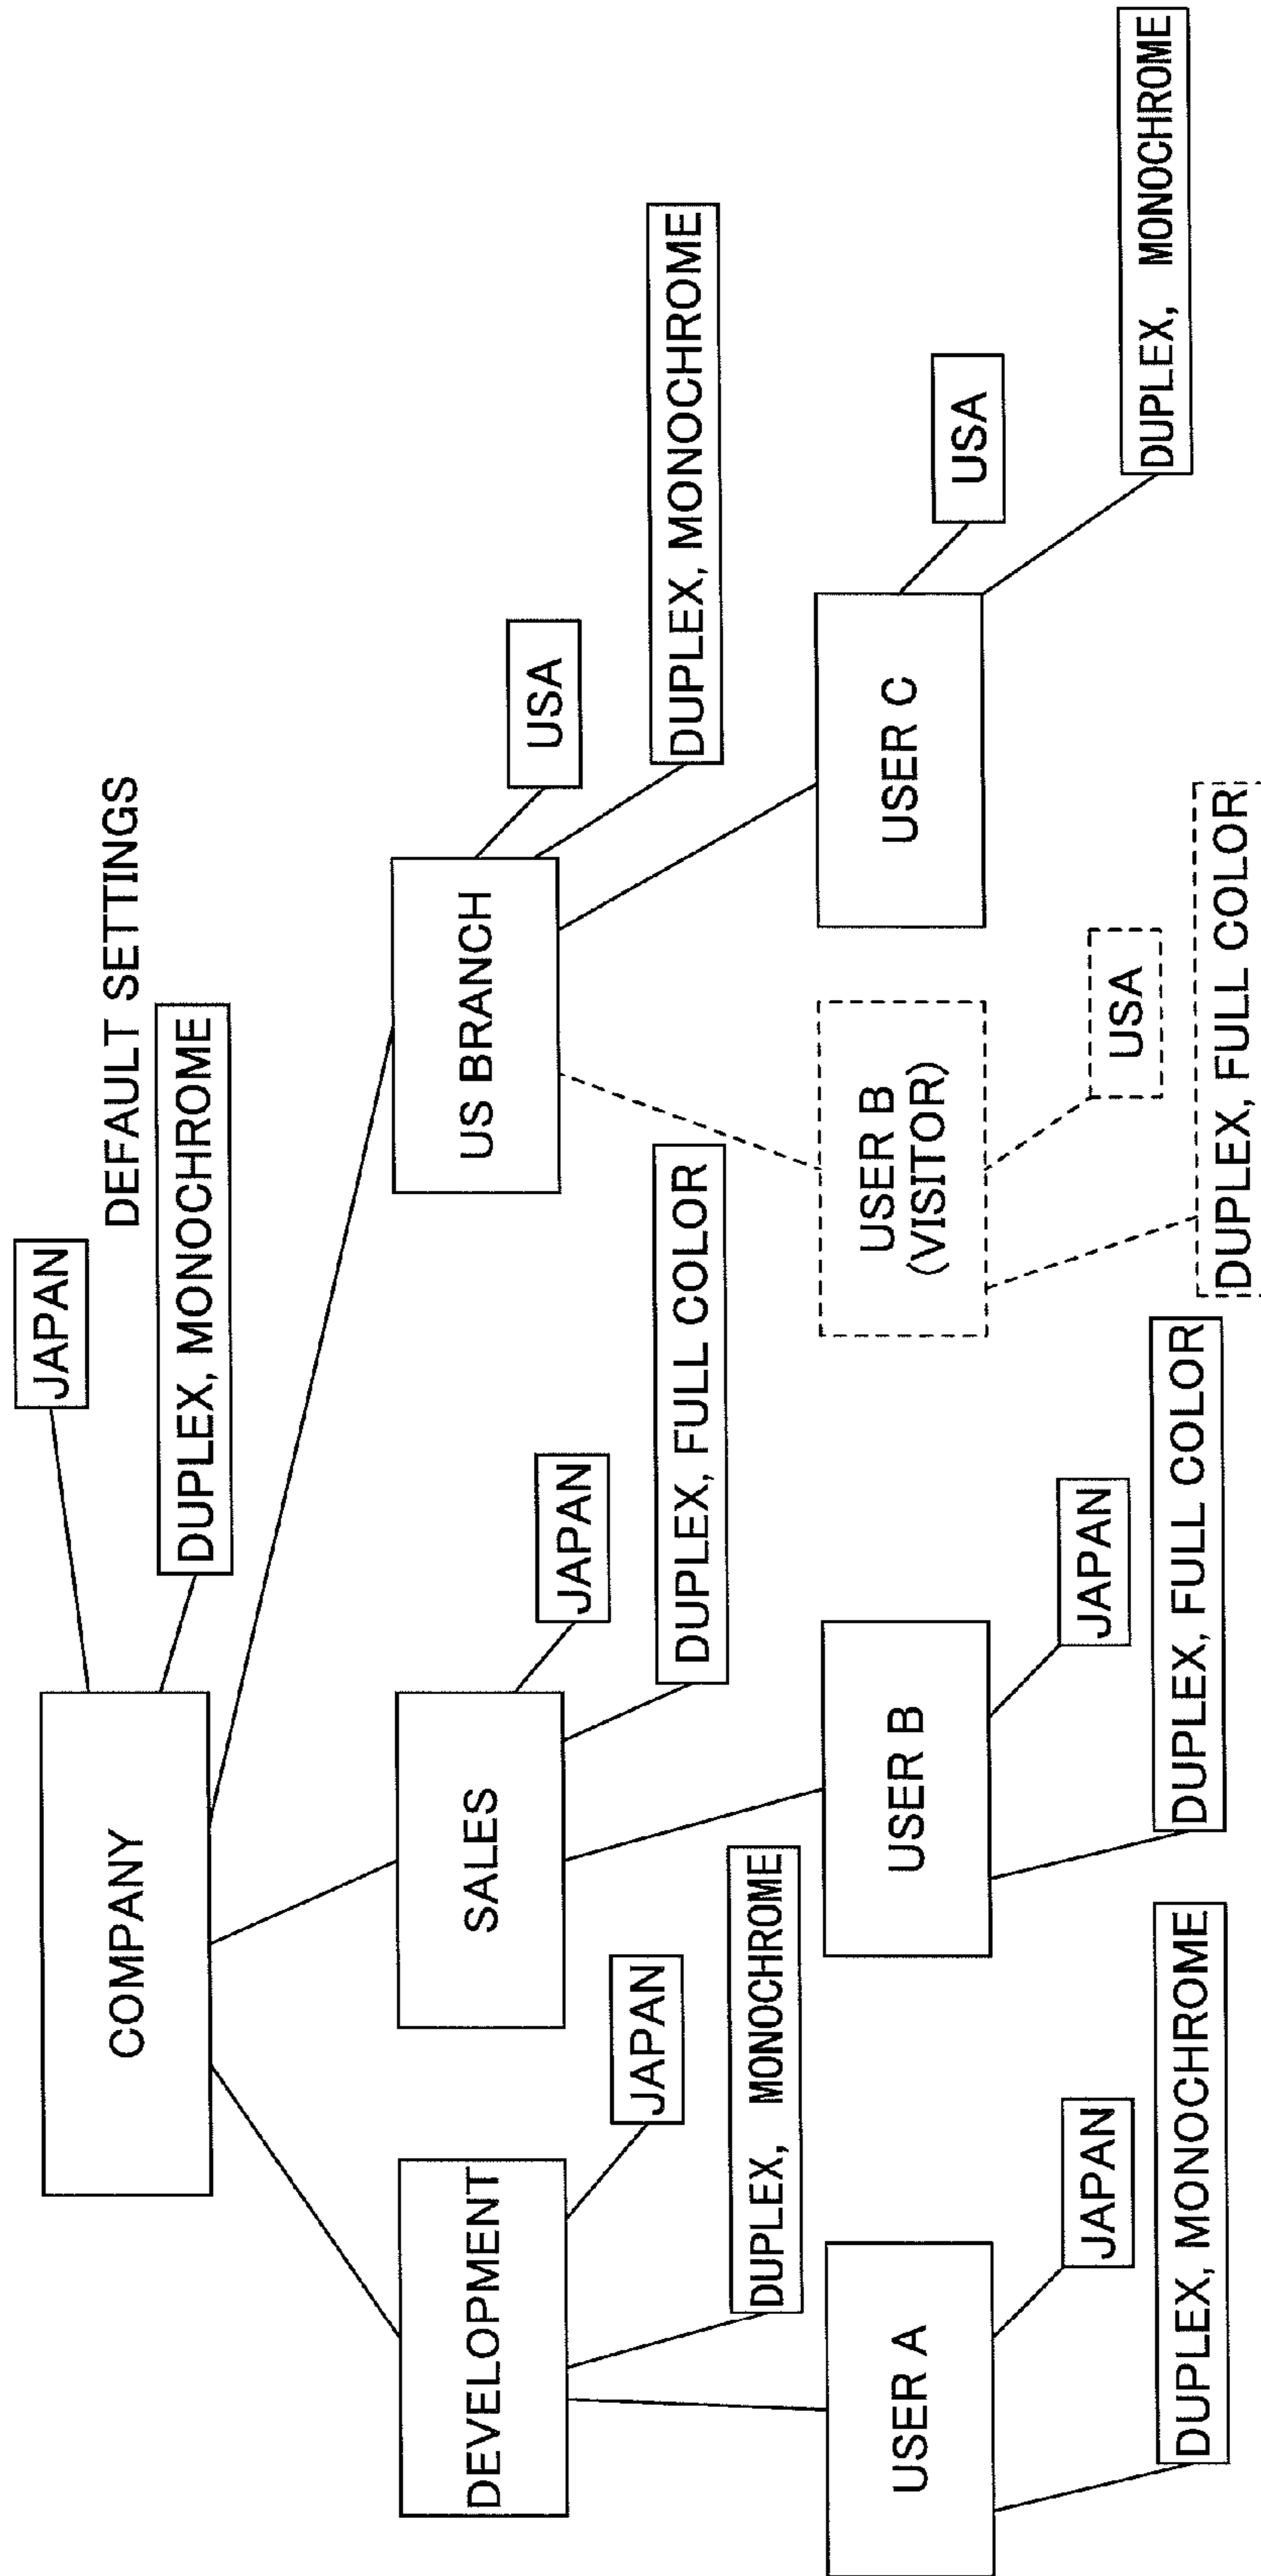 JAPAN
DEFAULT SETTINGS
COMPANY
DUPLEX, MONOCHROME
DEVELOPMENT
SALES
US BRANCH
JAPAN
JAPAN
USA
DUPLEX, MONOCHROME
DUPLEX, FULL COLOR
DUPLEX, MONOCHROME
USER A
USER B
USER B
(VISITOR)
USER C
USA
JAPAN
JAPAN
USA
DUPLEX, MONOCHROME
DUPLEX, FULL COLOR
DUPLEX, FULL COLOR
DUPLEX, MONOCHROME